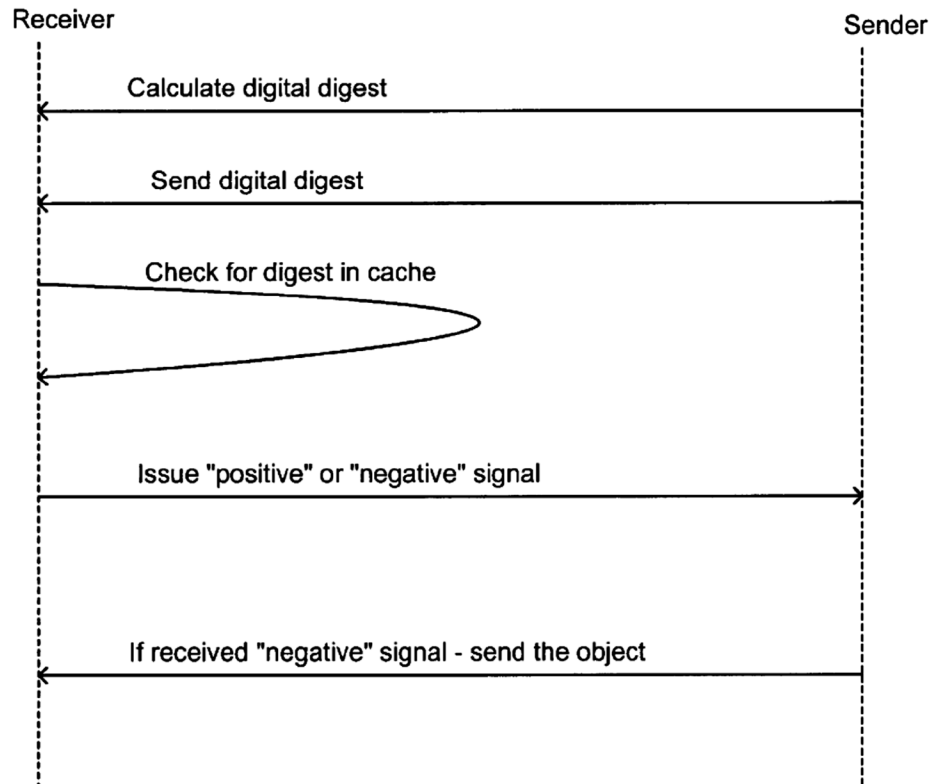 Receiver
Sender
Calculate digital digest
Send digital digest
Check for digest in cache
Issue "positive" or "negative" signal
If received "negative" signal - send the object